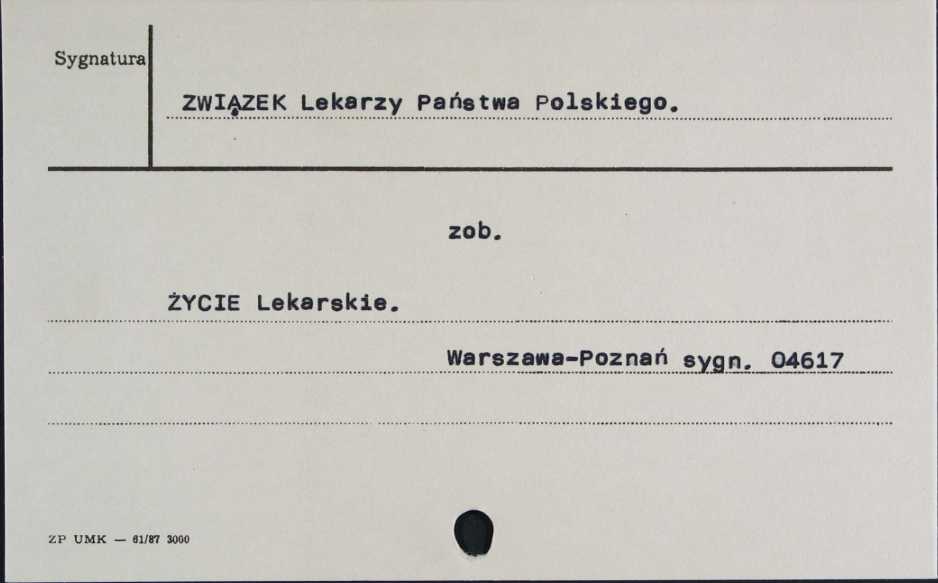 Sygnatura
ZWIĄZEK Lekarzy Państwa Polskiego.
zob.
ŻYCIE Lekarskie.
Warszawa-Poznań sygn. 04617
ZP UMK — 61/87 3000